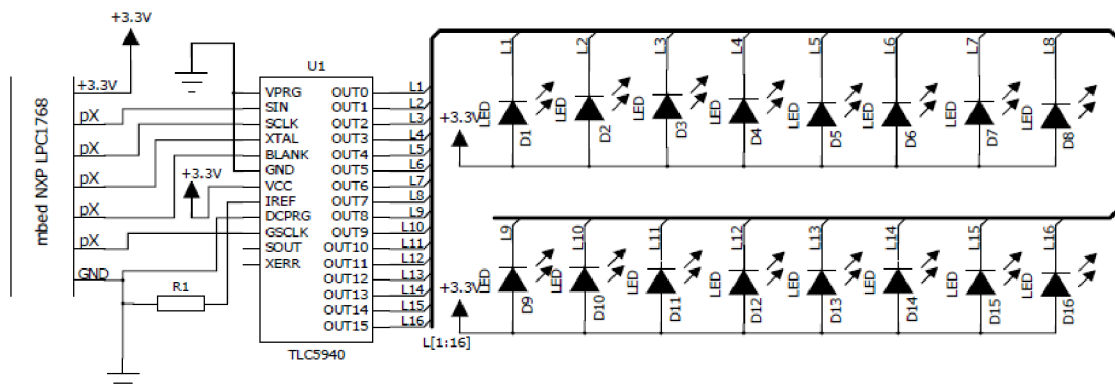 +3.3V
mbed NXP LPC1768
+3.3V
pX
pX
pX
pX
pX
GND
+3.3V
R1
U1
VPRG
SIN
SCLK
XTAL
BLANK
GND
VCC
IREF
DCPRG
GSCLK
SOUT
XERR
OUT0
OUT1
OUT2
OUT3
OUT4
OUT5
OUT6
OUT7
OUT8
OUT9
OUT10
OUT11
OUT12
OUT13
OUT14
OUT15
TLC5940
L1
L2
L3
L4
L5
L6
L7
L8
L9
L10
L11
L12
L13
L14
L15
L16
L[1:16]
+3.3V
L1
L2
L3
L4
L5
L6
L7
L8
LED
LED
LED
LED
LED
LED
LED
LED
D1
D2
D3
D4
D5
D6
D7
D8
+3.3V
L9
L10
L11
L12
L13
L14
L15
L16
LED
LED
LED
LED
LED
LED
LED
LED
D9
D10
D11
D12
D13
D14
D15
D16